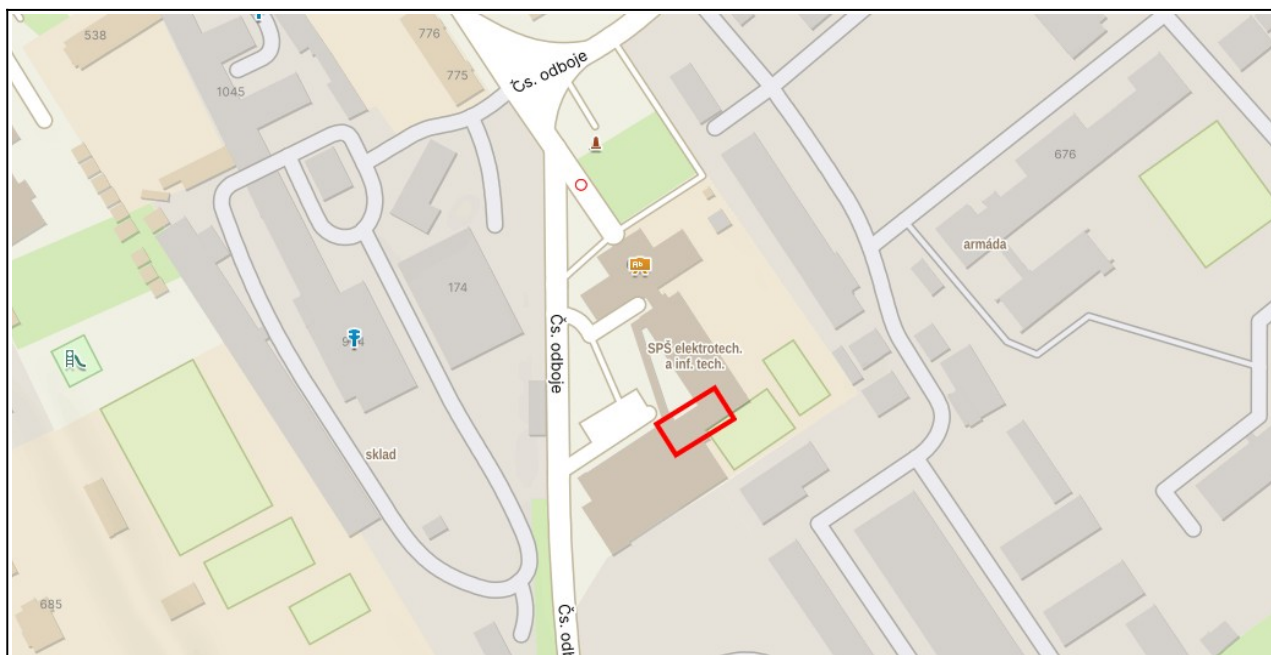 538
776
775
Čs. odboje
1045
676
armáda
174
Čs. odboje
SPŠ elektrotech.
a inf. tech.
sklad
685
Čs. odb